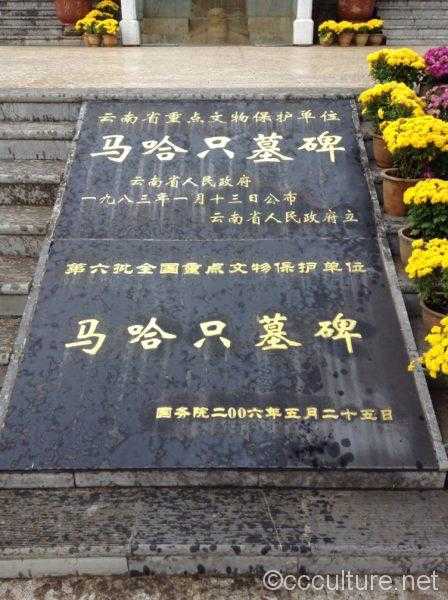 云南省重点文物保护单位
马哈只墓碑
云南省人民政府
一九八三年一月十三日公布
云南省人民政府立
第六批全国重点文物保护单位
马哈只墓碑
国务院二00六年五月二十五日
©ccculture.net